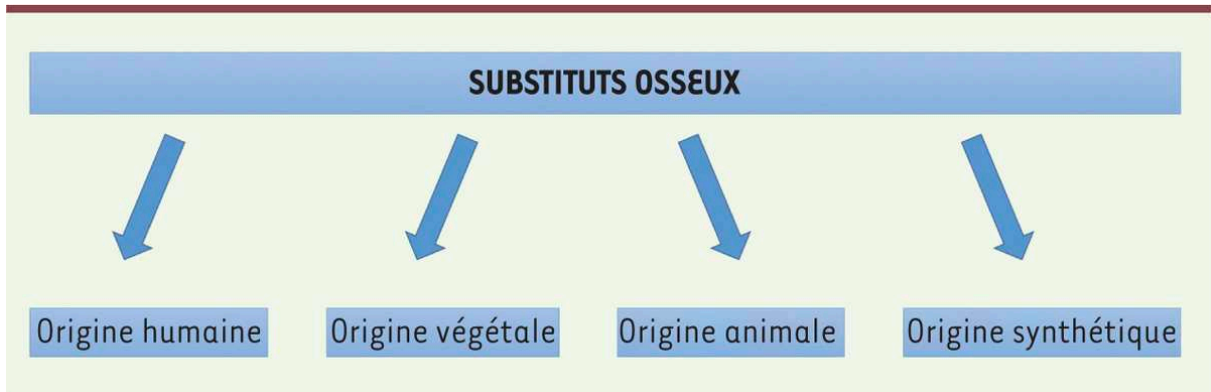 SUBSTITUTS OSSEUX
Origine humaine
Origine végétale
Origine animale
Origine synthétique